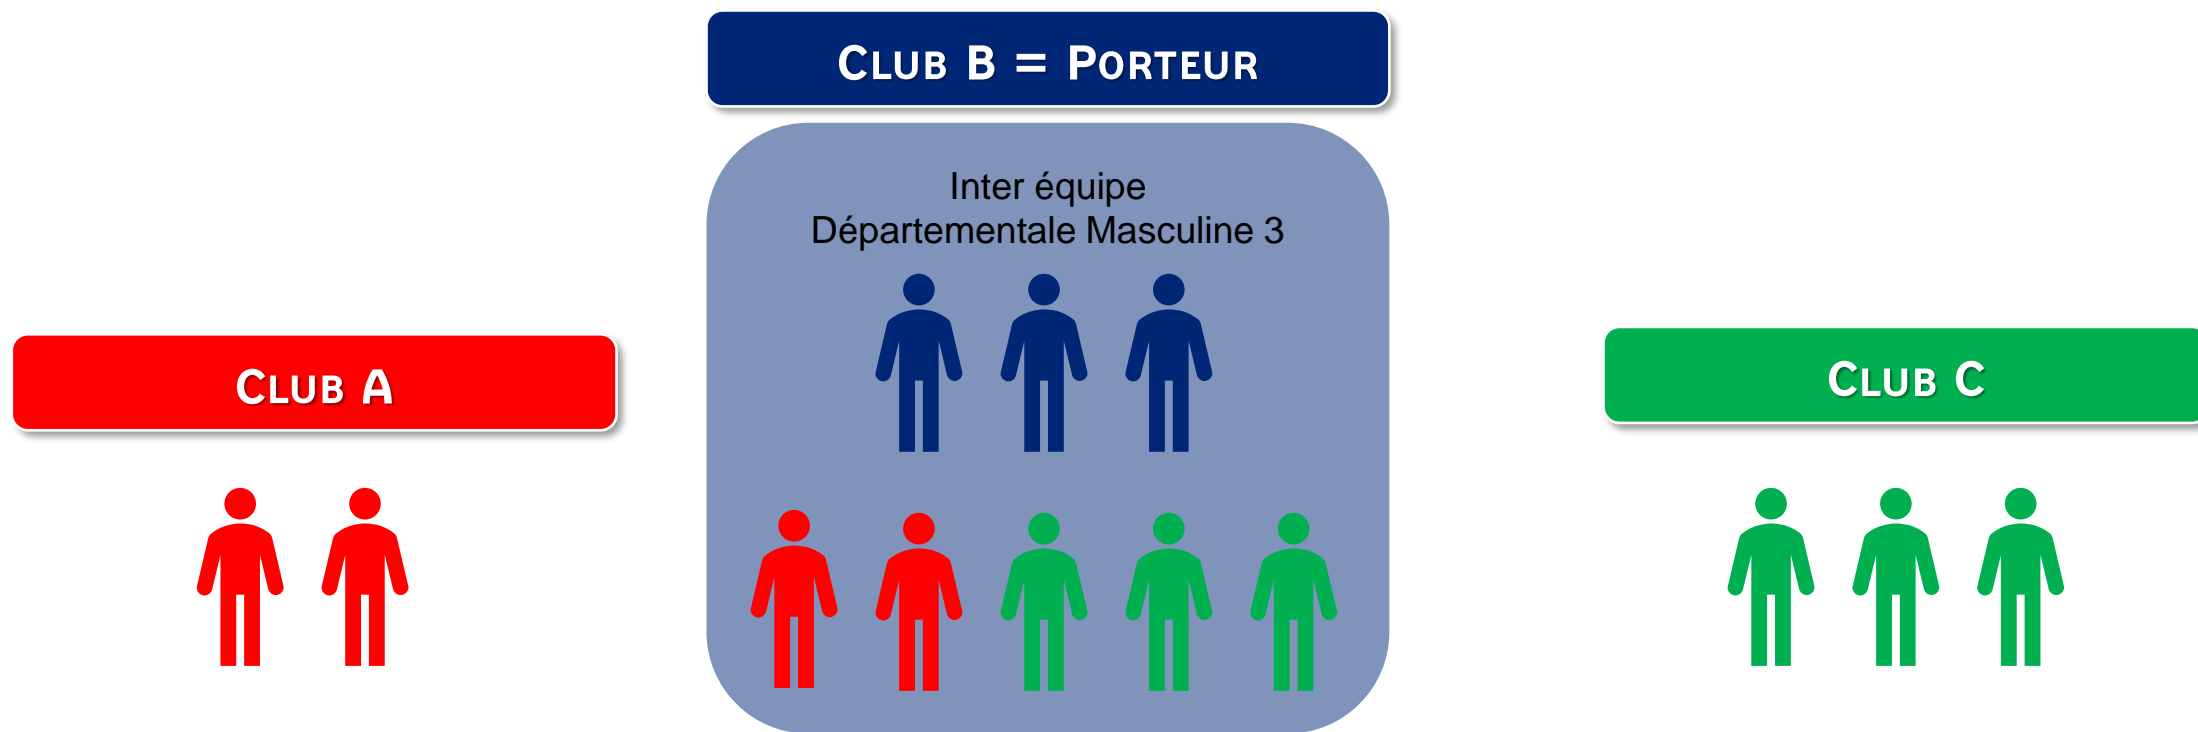 Club B = Porteur
Inter équipe
Départementale Masculine 3
Club A
Club C